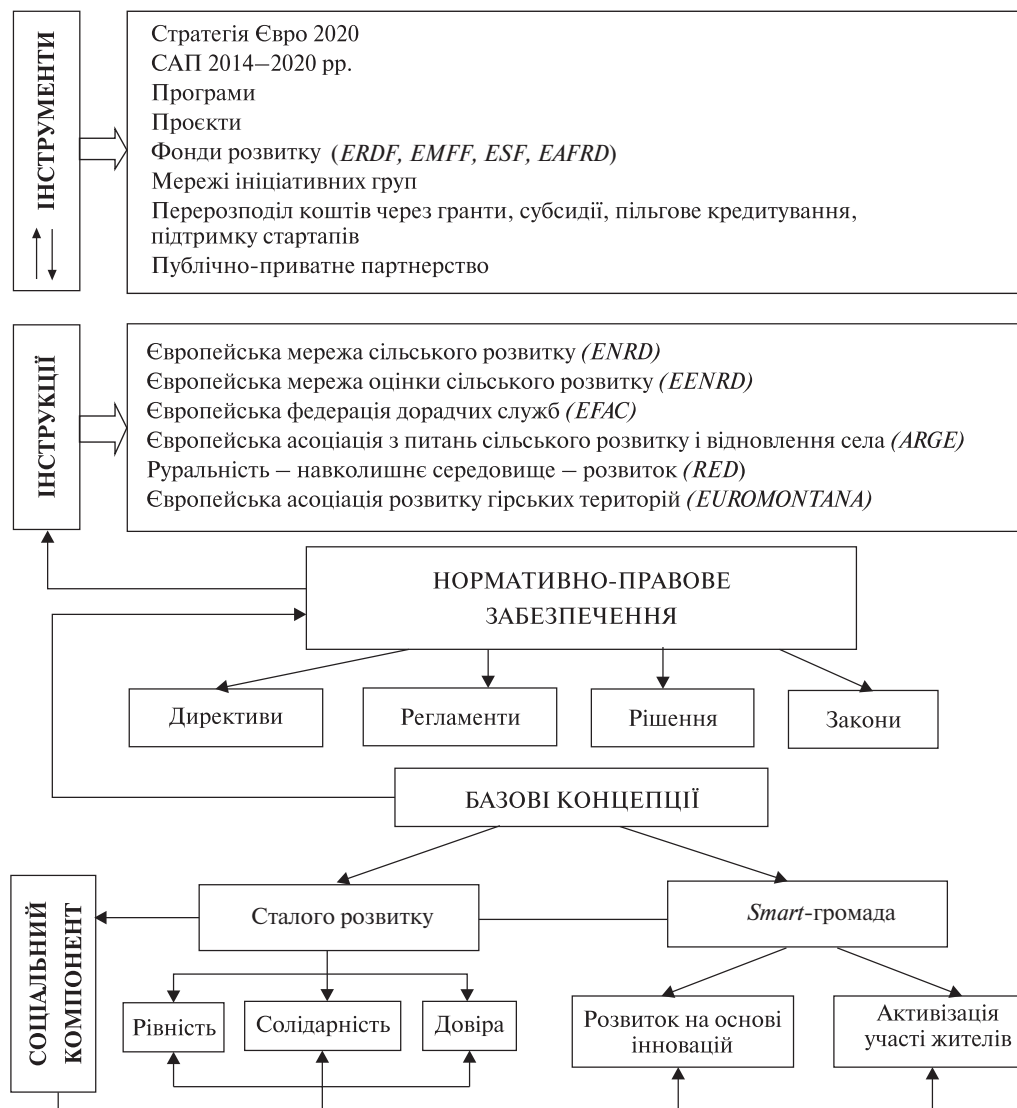 ІНСТРУМЕНТИ
Стратегія Євро 2020
САП 2014–2020 рр.
Програми
Проєкти
Фонди розвитку (ERDF, EMFF, ESF, EAFRD)
Мережі ініціативних груп
Перерозподіл коштів через гранти, субсидії, пільгове кредитування,
підтримку стартапів
Публічно-приватне партнерство
ІНСТРУКЦІЇ
Європейська мережа сільського розвитку (ENRD)
Європейська мережа оцінки сільського розвитку (EENRD)
Європейська федерація дорадчих служб (EFAC)
Європейська асоціація з питань сільського розвитку і відновлення села (ARGE)
Руральність – навколишнє середовище – розвиток (RED)
Європейська асоціація розвитку гірських територій (EUROMONTANA)
НОРМАТИВНО-ПРАВОВЕ
ЗАБЕЗПЕЧЕННЯ
Директиви
Регламенти
Рішення
Закони
БАЗОВІ КОНЦЕПЦІЇ
СОЦІАЛЬНИЙ
КОМПОНЕНТ
Сталого розвитку
Smart-громада
Рівність
Солідарність
Довіра
Розвиток на основі
інновацій
Активізація
участі жителів